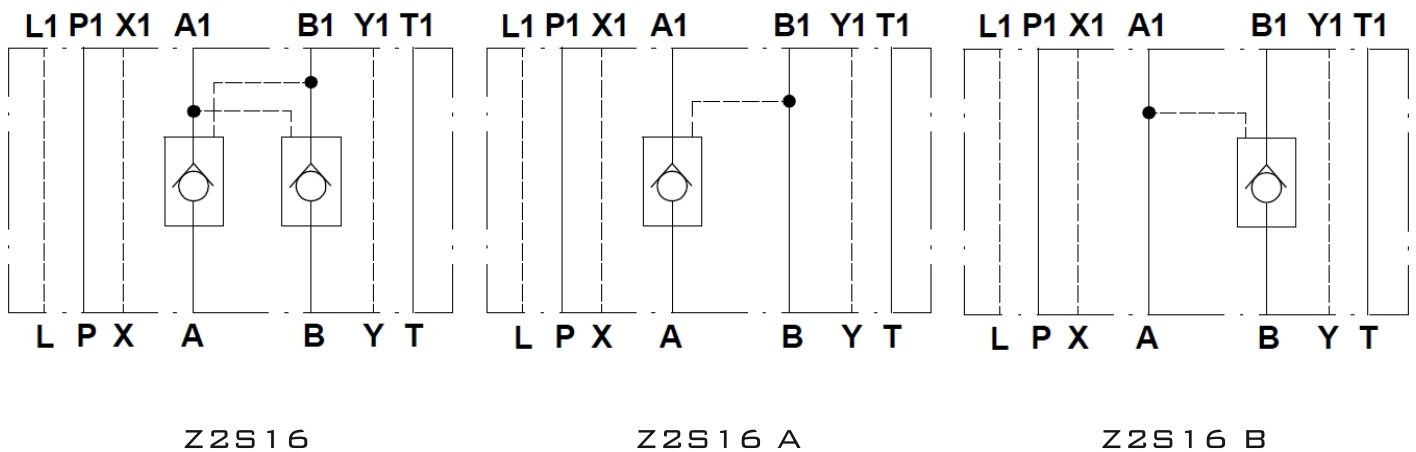 L1 P1 X1 A1 B1 Y1 T1 L1 P1 X1 A1 B1 Y1 T1 L1 P1 X1 A1 B1 Y1 T1
L P X A B Y T L P X A B Y T L P X A B Y T
Z2S16 Z2S16 A Z2S16 B